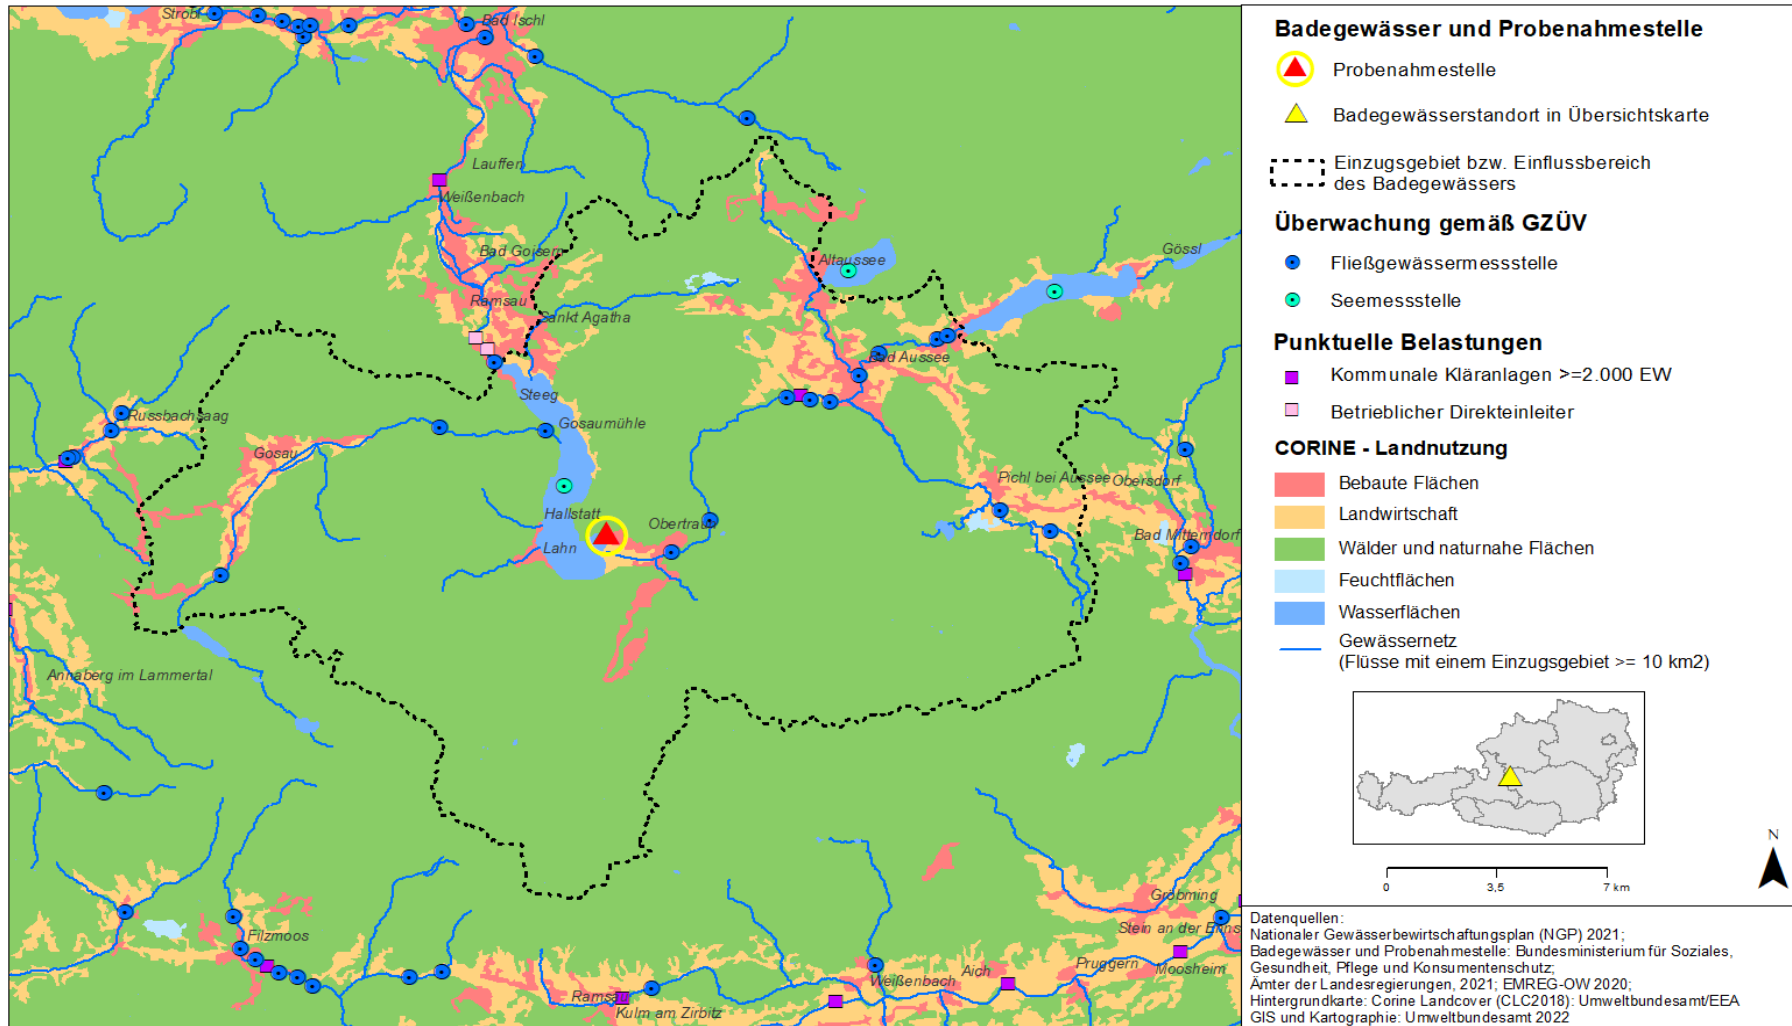 Strobl
Bad Ischl
Lauffen
Weißenbach
Bad Goisern
Ramsau
Sankt Agatha
Altaussee
Gössl
Bad Aussee
Steeg
Gosaumühle
Russbachsaag
Gosau
Pichl bei Aussee
Obersdorf
Hallstatt
Obertraun
Lahn
Bad Mitterndorf
Annaberg im Lammertal
Filzmoos
Ramsau
Kulm am Zirbitz
Weißenbach
Aich
Pruggern
Moosheim
Gröbming
Stein an der Enns
Badegewässer und Probenahmestelle
Probenahmestelle
Badegewässerstandort in Übersichtskarte
Einzugsgebiet bzw. Einflussbereich
des Badegewässers
Überwachung gemäß GZÜV
Fließgewässermessstelle
Seemessstelle
Punktuelle Belastungen
Kommunale Kläranlagen >=2.000 EW
Betrieblicher Direkteinleiter
CORINE - Landnutzung
Bebaute Flächen
Landwirtschaft
Wälder und naturnahe Flächen
Feuchtflächen
Wasserflächen
Gewässernetz
(Flüsse mit einem Einzugsgebiet >= 10 km2)
N
0 3,5 7 km
Datenquellen:
Nationaler Gewässerbewirtschaftungsplan (NGP) 2021;
Badegewässer und Probenahmestelle: Bundesministerium für Soziales,
Gesundheit, Pflege und Konsumentenschutz;
Ämter der Landesregierungen, 2021; EMREG-OW 2020;
Hintergrundkarte: Corine Landcover (CLC2018): Umweltbundesamt/EEA
GIS und Kartographie: Umweltbundesamt 2022